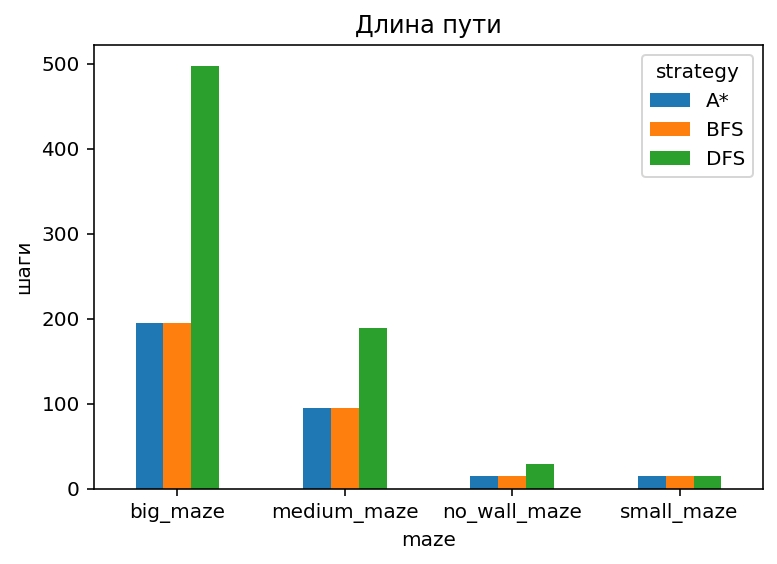 Длина пути
strategy
A*
BFS
DFS
500
400
300
200
100
0
шаги
big_maze medium_maze no_wall_maze small_maze
maze